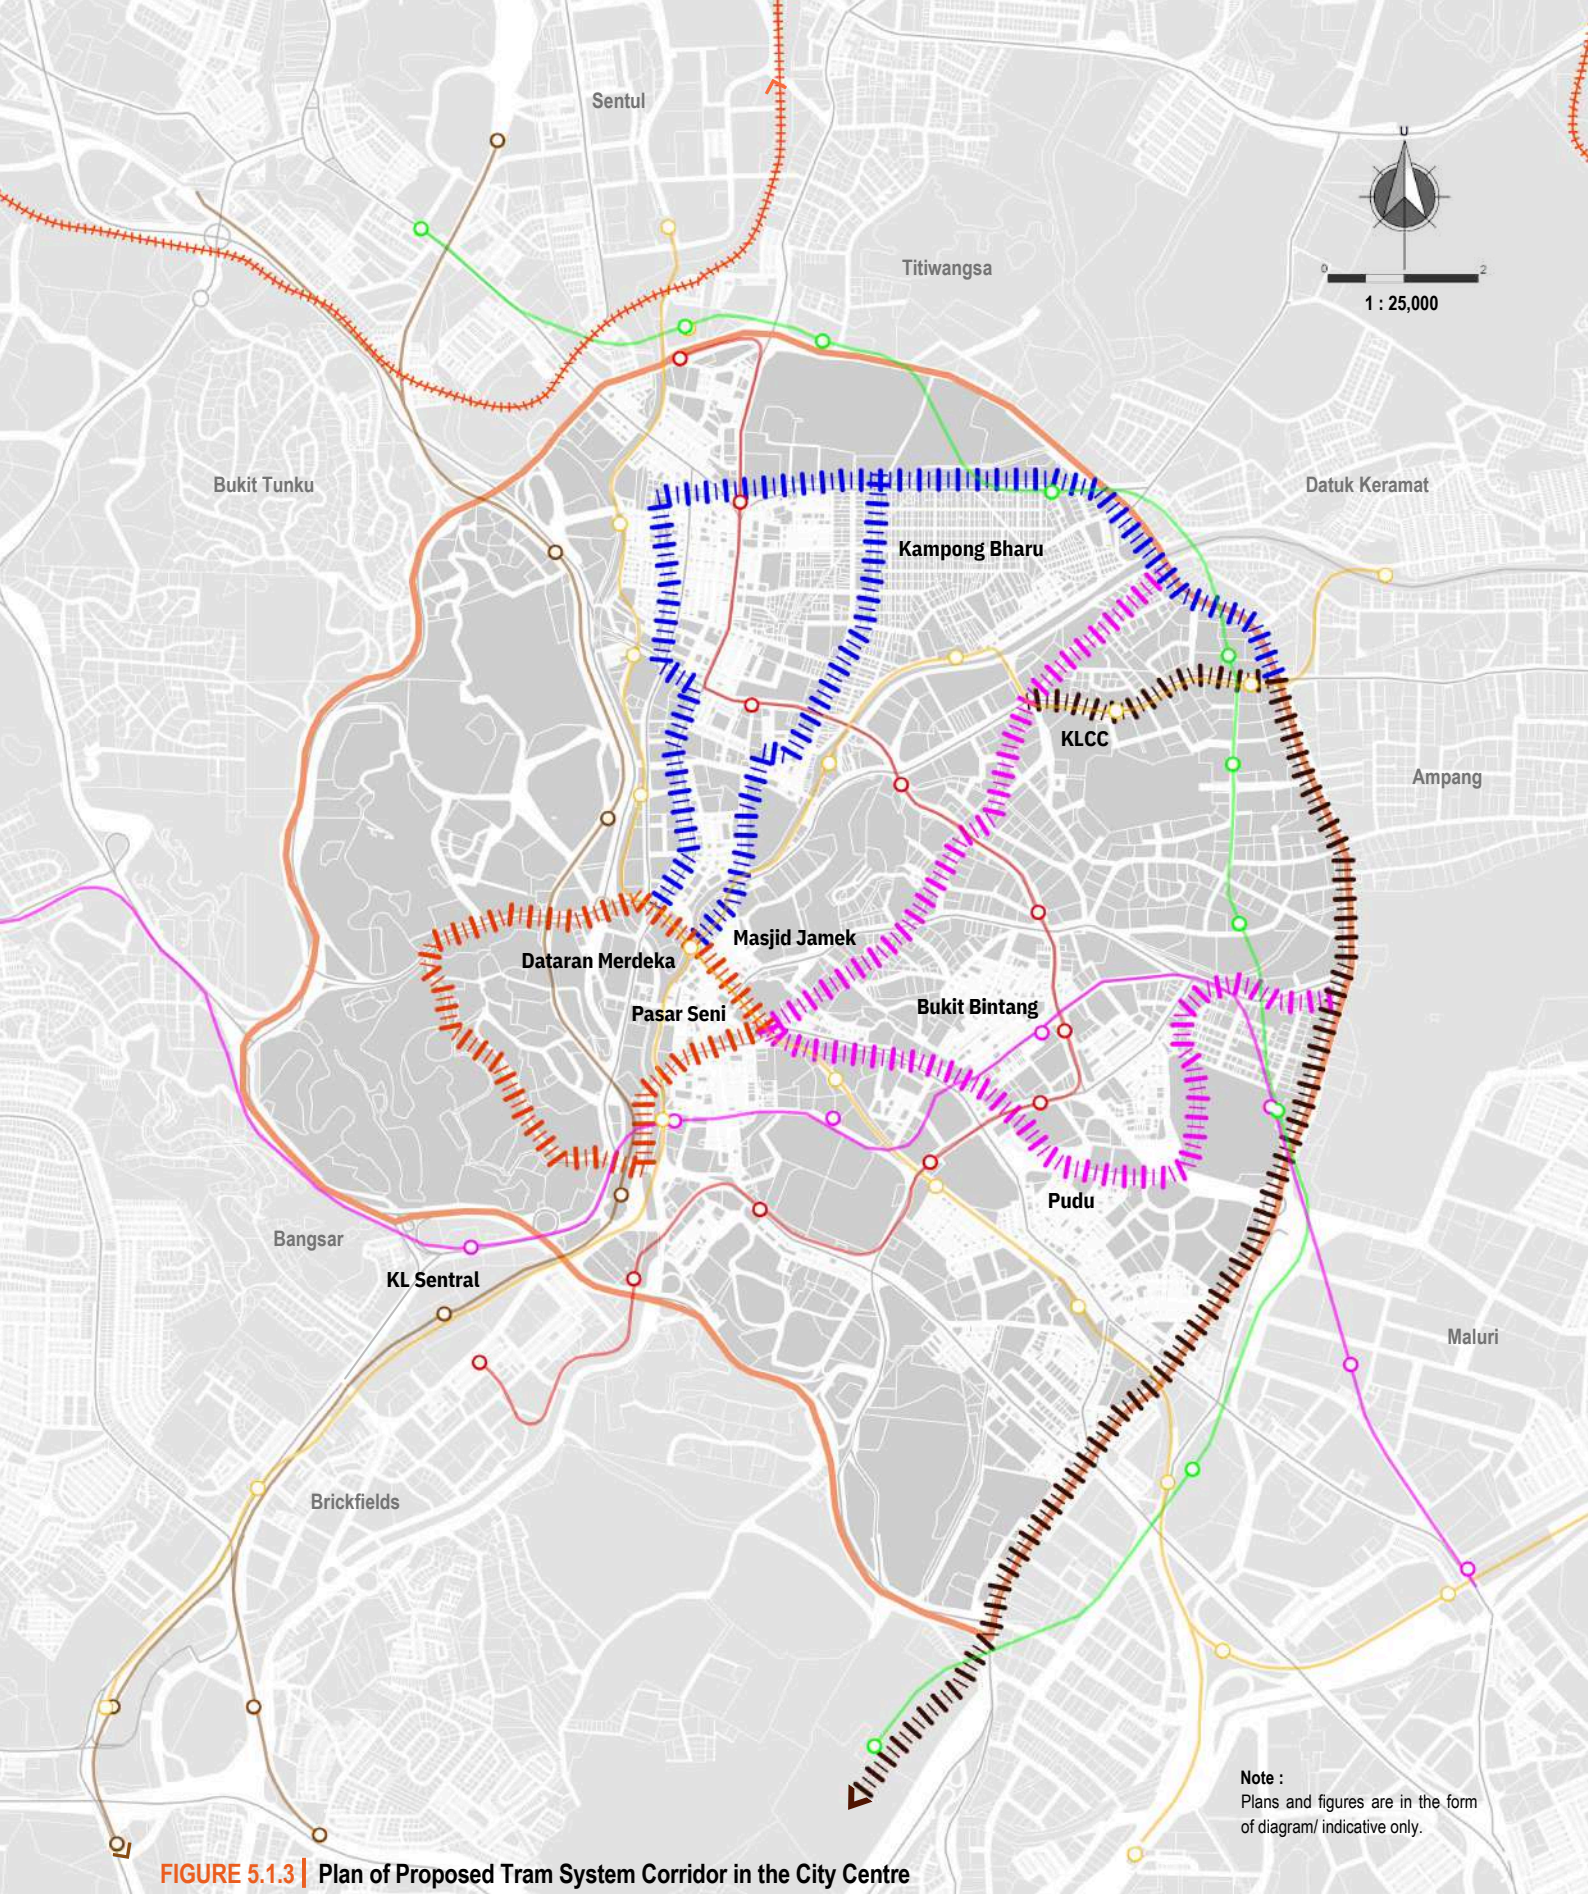 Sentul
U
Titiwangsa
0 2
1 : 25,000
Bukit Tunku
Datuk Keramat
Kampong Bharu
KLCC
Ampang
Masjid Jamek
Dataran Merdeka
Pasar Seni
Bukit Bintang
Pudu
Bangsar
KL Sentral
Maluri
Brickfields
Note :
Plans and figures are in the form
of diagram/ indicative only.
FIGURE 5.1.3 | Plan of Proposed Tram System Corridor in the City Centre